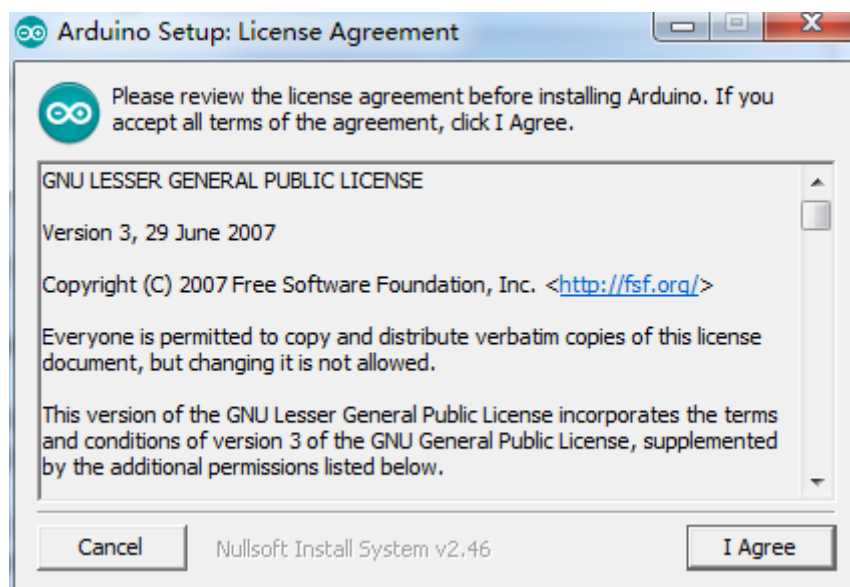 Arduino Setup: License Agreement
Please review the license agreement before installing Arduino. If you
accept all terms of the agreement, click I Agree.
GNU LESSER GENERAL PUBLIC LICENSE
Version 3, 29 June 2007
Copyright (C) 2007 Free Software Foundation, Inc. <http://fsf.org/>
Everyone is permitted to copy and distribute verbatim copies of this license
document, but changing it is not allowed.
This version of the GNU Lesser General Public License incorporates the terms
and conditions of version 3 of the GNU General Public License, supplemented
by the additional permissions listed below.
Cancel
Nullsoft Install System v2.46
I Agree